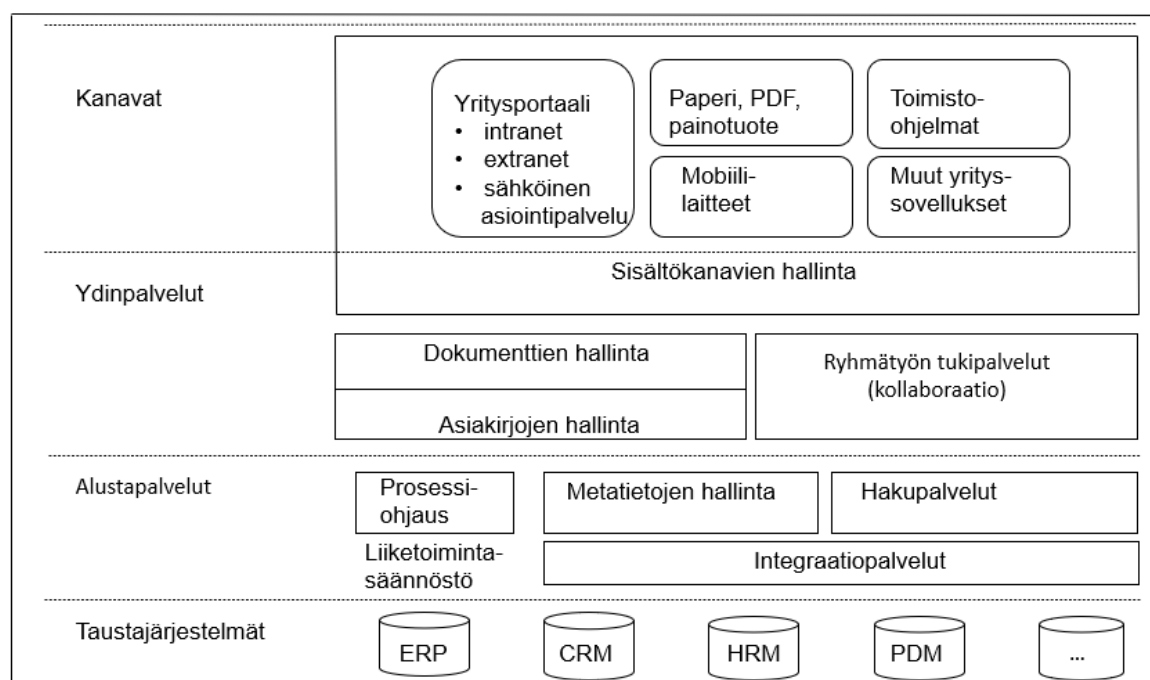 Kanavat
Yritysportaali
• intranet
• extranet
• sähköinen
asiointipalvelu
Paperi, PDF,
painotuote
Toimisto-
ohjelmat
Mobiili-
laitteet
Muut yritys-
sovellukset
Sisältökanavien hallinta
Ydinpalvelut
Dokumenttien hallinta
Asiakirjojen hallinta
Ryhmätyön tukipalvelut
(kollaboraatio)
Alustapalvelut
Prosessi-
ohjaus
Metatietojen hallinta
Hakupalvelut
Liiketoiminta-
säännöstö
Integraatiopalvelut
Taustajärjestelmät
ERP
CRM
HRM
PDM
...